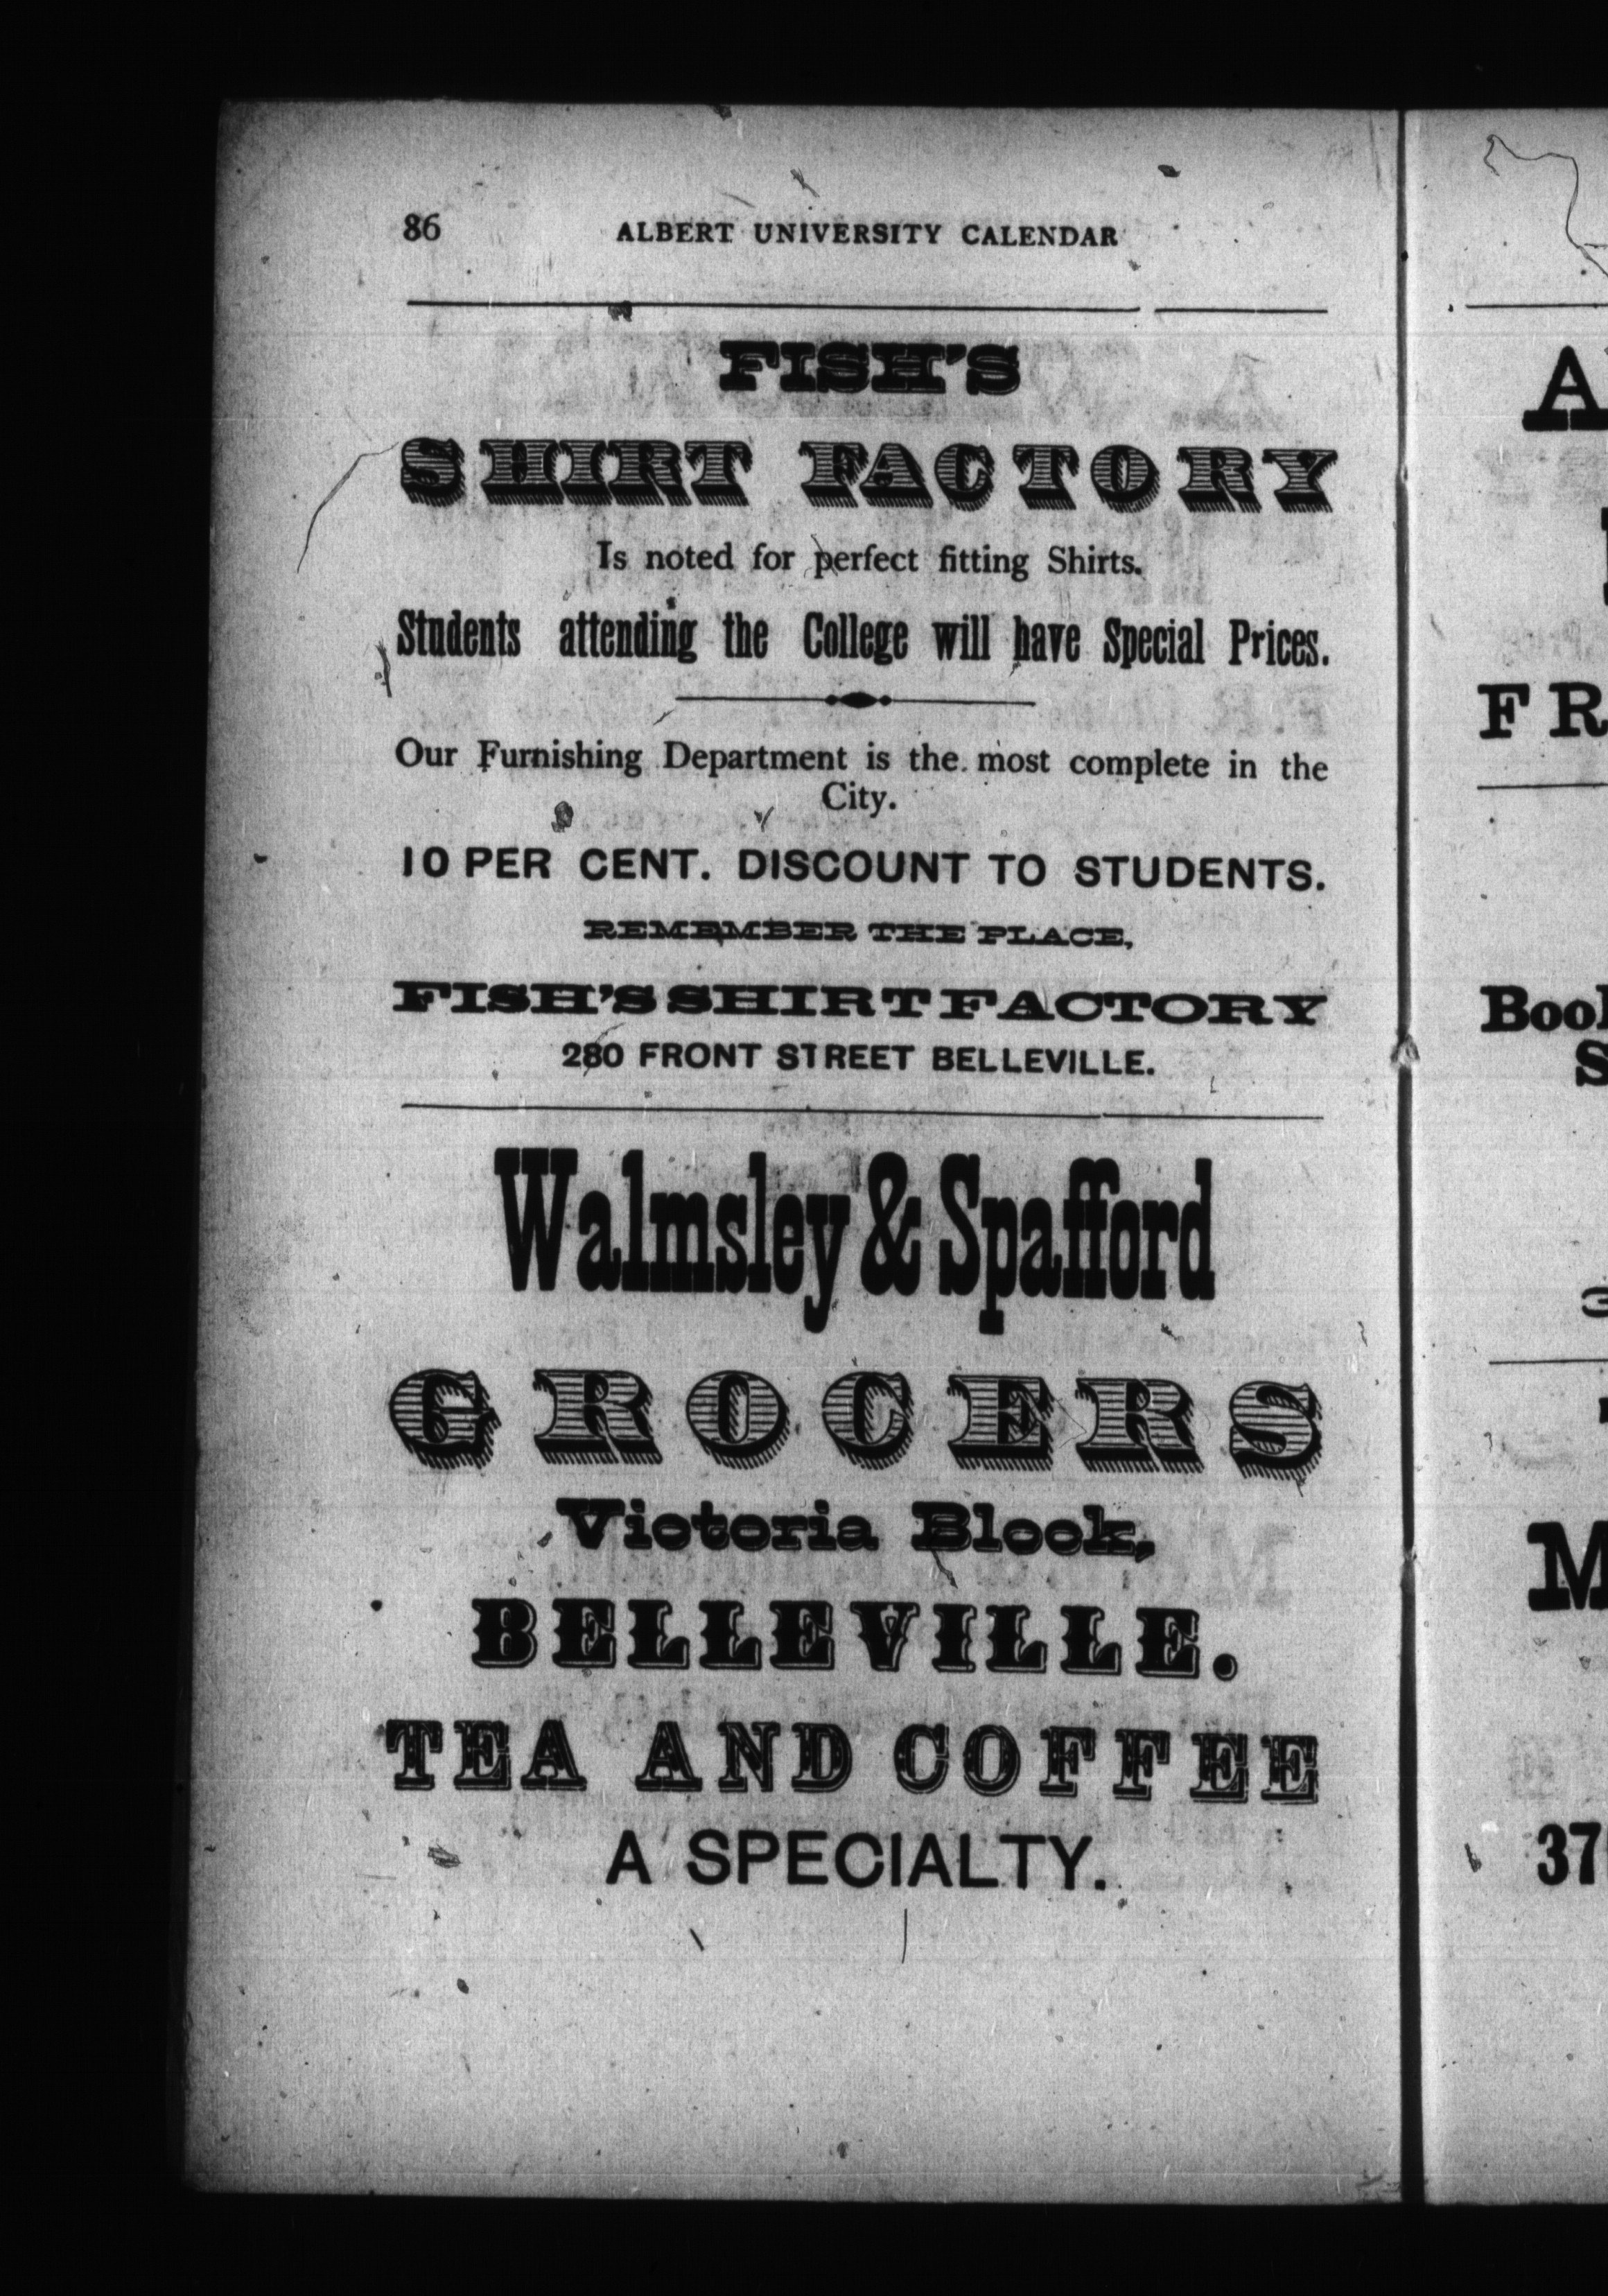 86 ALBERT UNIVERSITY CALENDAR
FISH'S
SHIRT FACTORY
Is noted for perfect fitting Shirts.
Students attending the College will have Special Prices.
Our Furnishing Department is the most complete in the
City.
10 PER CENT. DISCOUNT TO STUDENTS.
REMEMBER THE PLACE,
FISH'S SHIRT FACTORY
280 FRONT STREET BELLEVILLE.
Walmsley & Spafford
GROCERS
Victoria Block,
BELLEVILLE.
TEA AND COFFEE
A SPECIALTY.